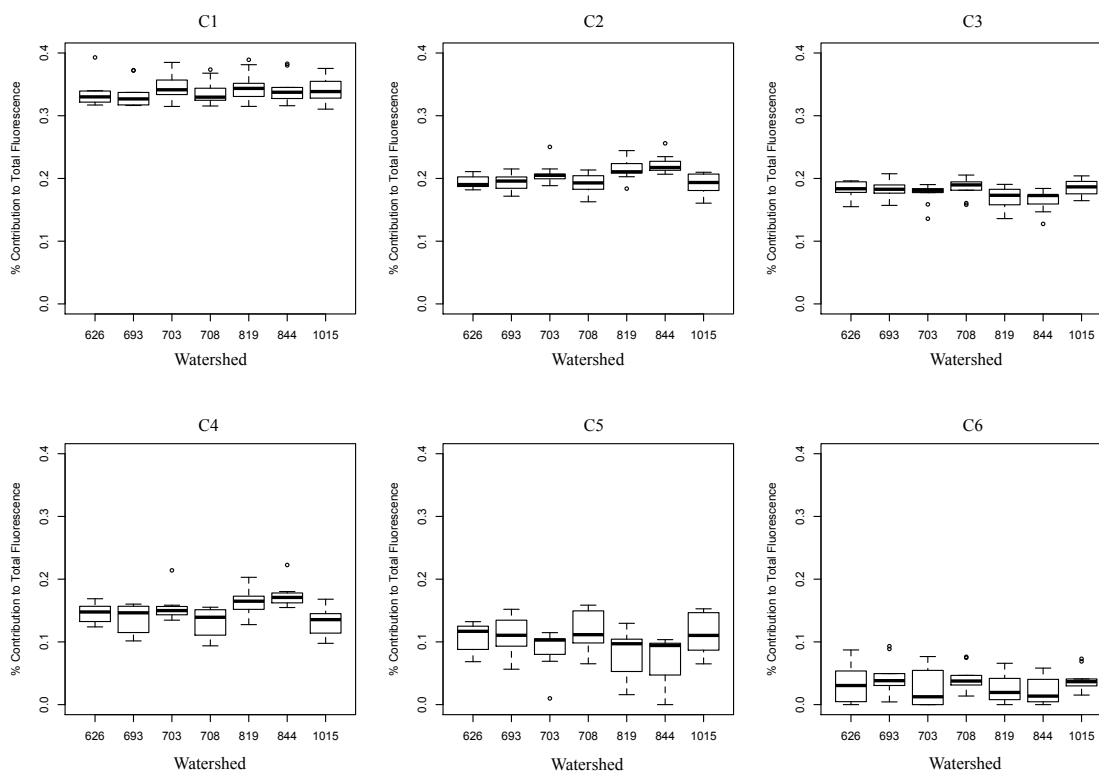 C1
C2
C3
% Contribution to Total Fluorescence
0.0 0.1 0.2 0.3 0.4
626 693 703 708 819 844 1015
Watershed
% Contribution to Total Fluorescence
0.0 0.1 0.2 0.3 0.4
626 693 703 708 819 844 1015
Watershed
% Contribution to Total Fluorescence
0.0 0.1 0.2 0.3 0.4
626 693 703 708 819 844 1015
Watershed
C4
C5
C6
% Contribution to Total Fluorescence
0.0 0.1 0.2 0.3 0.4
626 693 703 708 819 844 1015
Watershed
% Contribution to Total Fluorescence
0.0 0.1 0.2 0.3 0.4
626 693 703 708 819 844 1015
Watershed
% Contribution to Total Fluorescence
0.0 0.1 0.2 0.3 0.4
626 693 703 708 819 844 1015
Watershed